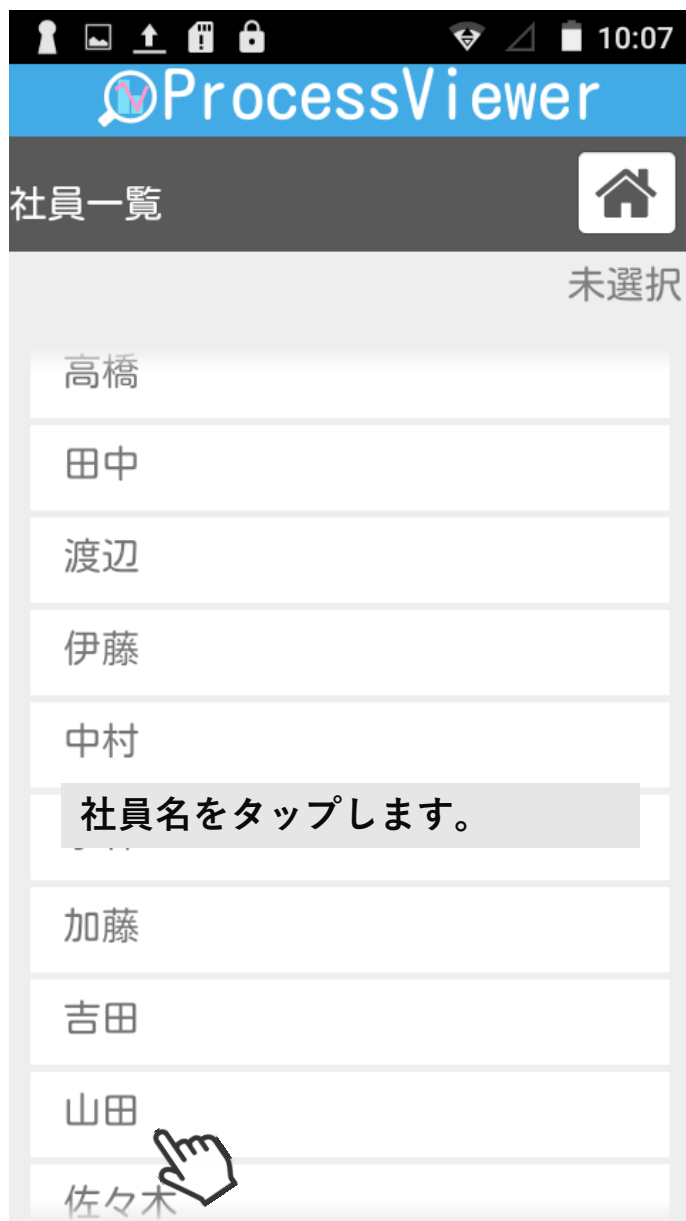 10:07
ProcessViewer
社員一覧
未選択
高橋
田中
渡辺
伊藤
中村
社員名をタップします。
加藤
吉田
山田
佐々木